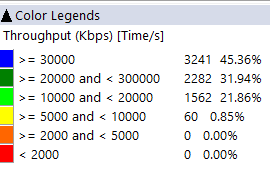 Color Legends
Throughput (Kbps) [Time/s]
>= 30000 3241 45.36%
>= 20000 and < 300000 2282 31.94%
>= 10000 and < 20000 1562 21.86%
>= 5000 and < 10000 60 0.85%
>= 2000 and < 5000 0 0.00%
< 2000 0 0.00%